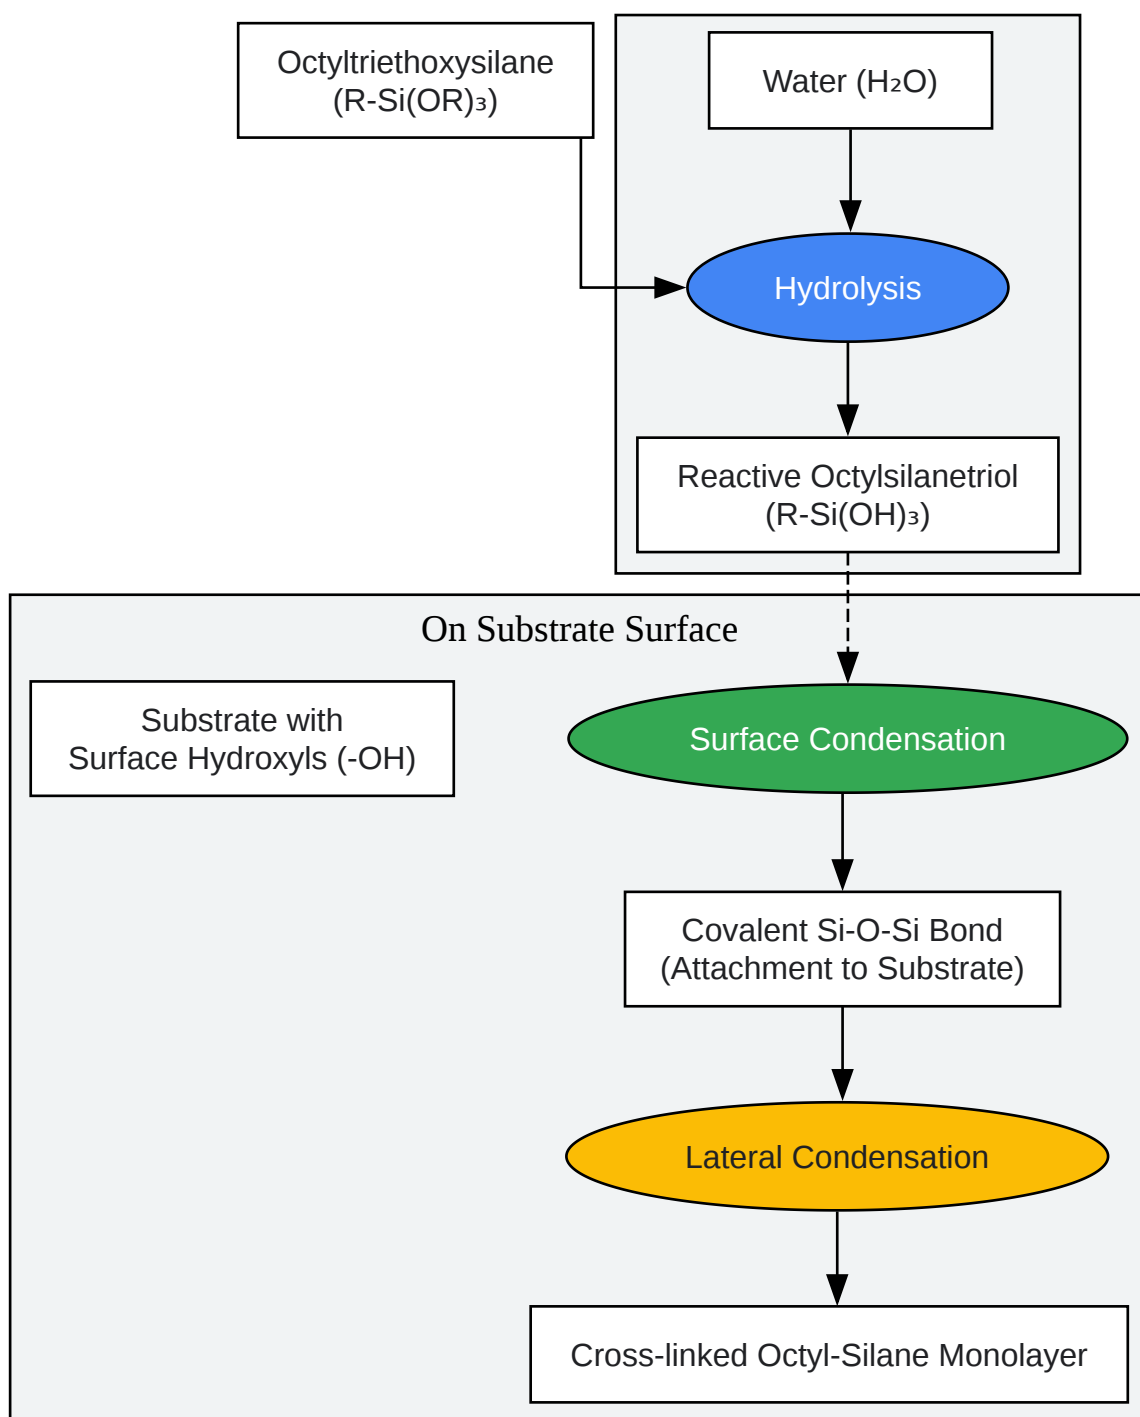 Octyltriethoxysilane
(R-Si(OR)₃)
Water (H₂O)
Hydrolysis
Reactive Octylsilanetriol
(R-Si(OH)₃)
On Substrate Surface
Substrate with
Surface Hydroxyls (-OH)
Surface Condensation
Covalent Si-O-Si Bond
(Attachment to Substrate)
Lateral Condensation
Cross-linked Octyl-Silane Monolayer